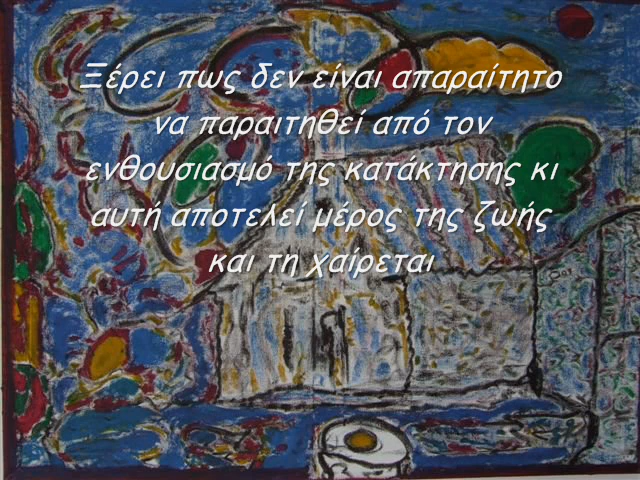 Ξέρει πως δεν είναι απαραίτητο
να παραιτηθεί από τον
ενθουσιασμό της κατάκτησης κι
αυτή αποτελεί μέρος της ζωής
και τη χαίρεται